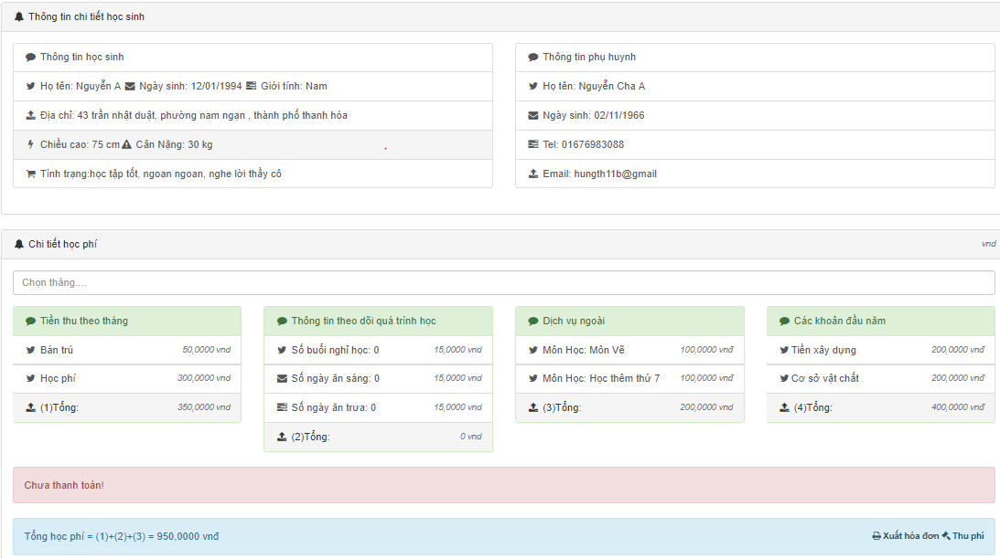 Thông tin chi tiết học sinh
Thông tin học sinh
Họ tên: Nguyễn A Ngày sinh: 12/01/1994 Giới tính: Nam
Địa chỉ: 43 trần nhật duật, phường nam ngạn , thành phố thanh hóa
Chiều cao: 75 cm Cân Nặng: 30 kg
Tình trạng:học tập tốt, ngoan ngoan, nghe lời thầy cô
Thông tin phụ huynh
Họ tên: Nguyễn Cha A
Ngày sinh: 02/11/1966
Tel: 01676983088
Email: hungth11b@gmail
Chi tiết học phí vnd
Chọn tháng....
Tiền thu theo tháng
Bán trú 50,0000 vnd
Học phí 300,0000 vnd
(1)Tổng: 350,0000 vnd
Thông tin theo dõi quá trình học
Số buổi nghỉ học: 0 15,0000 vnd
Số ngày ăn sáng: 0 15,0000 vnd
Số ngày ăn trưa: 0 15,0000 vnd
(2)Tổng: 0 vnd
Dịch vụ ngoài
Môn Học: Môn Vẽ 100,0000 vnđ
Môn Học: Học thêm thứ 7 100,0000 vnđ
(3)Tổng: 200,0000 vnd
Các khoản đầu năm
Tiền xây dựng 200,0000 vnđ
Cơ sở vật chất 200,0000 vnđ
(4)Tổng: 400,0000 vnđ
Chưa thanh toán!
Tổng học phí = (1)+(2)+(3) = 950,0000 vnđ
Xuất hóa đơn Thu phí